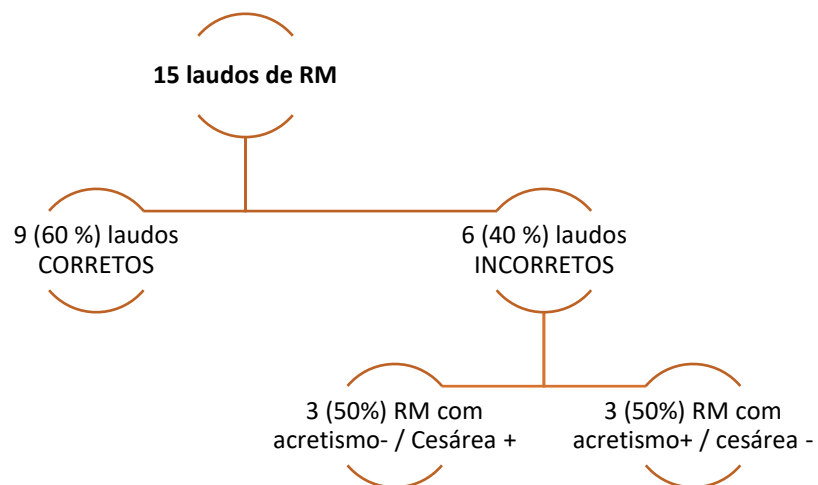 15 laudos de RM
9 (60 %) laudos
CORRETOS
6 (40 %) laudos
INCORRETOS
3 (50%) RM com
acretismo- / Cesárea +
3 (50%) RM com
acretismo+ / cesárea -